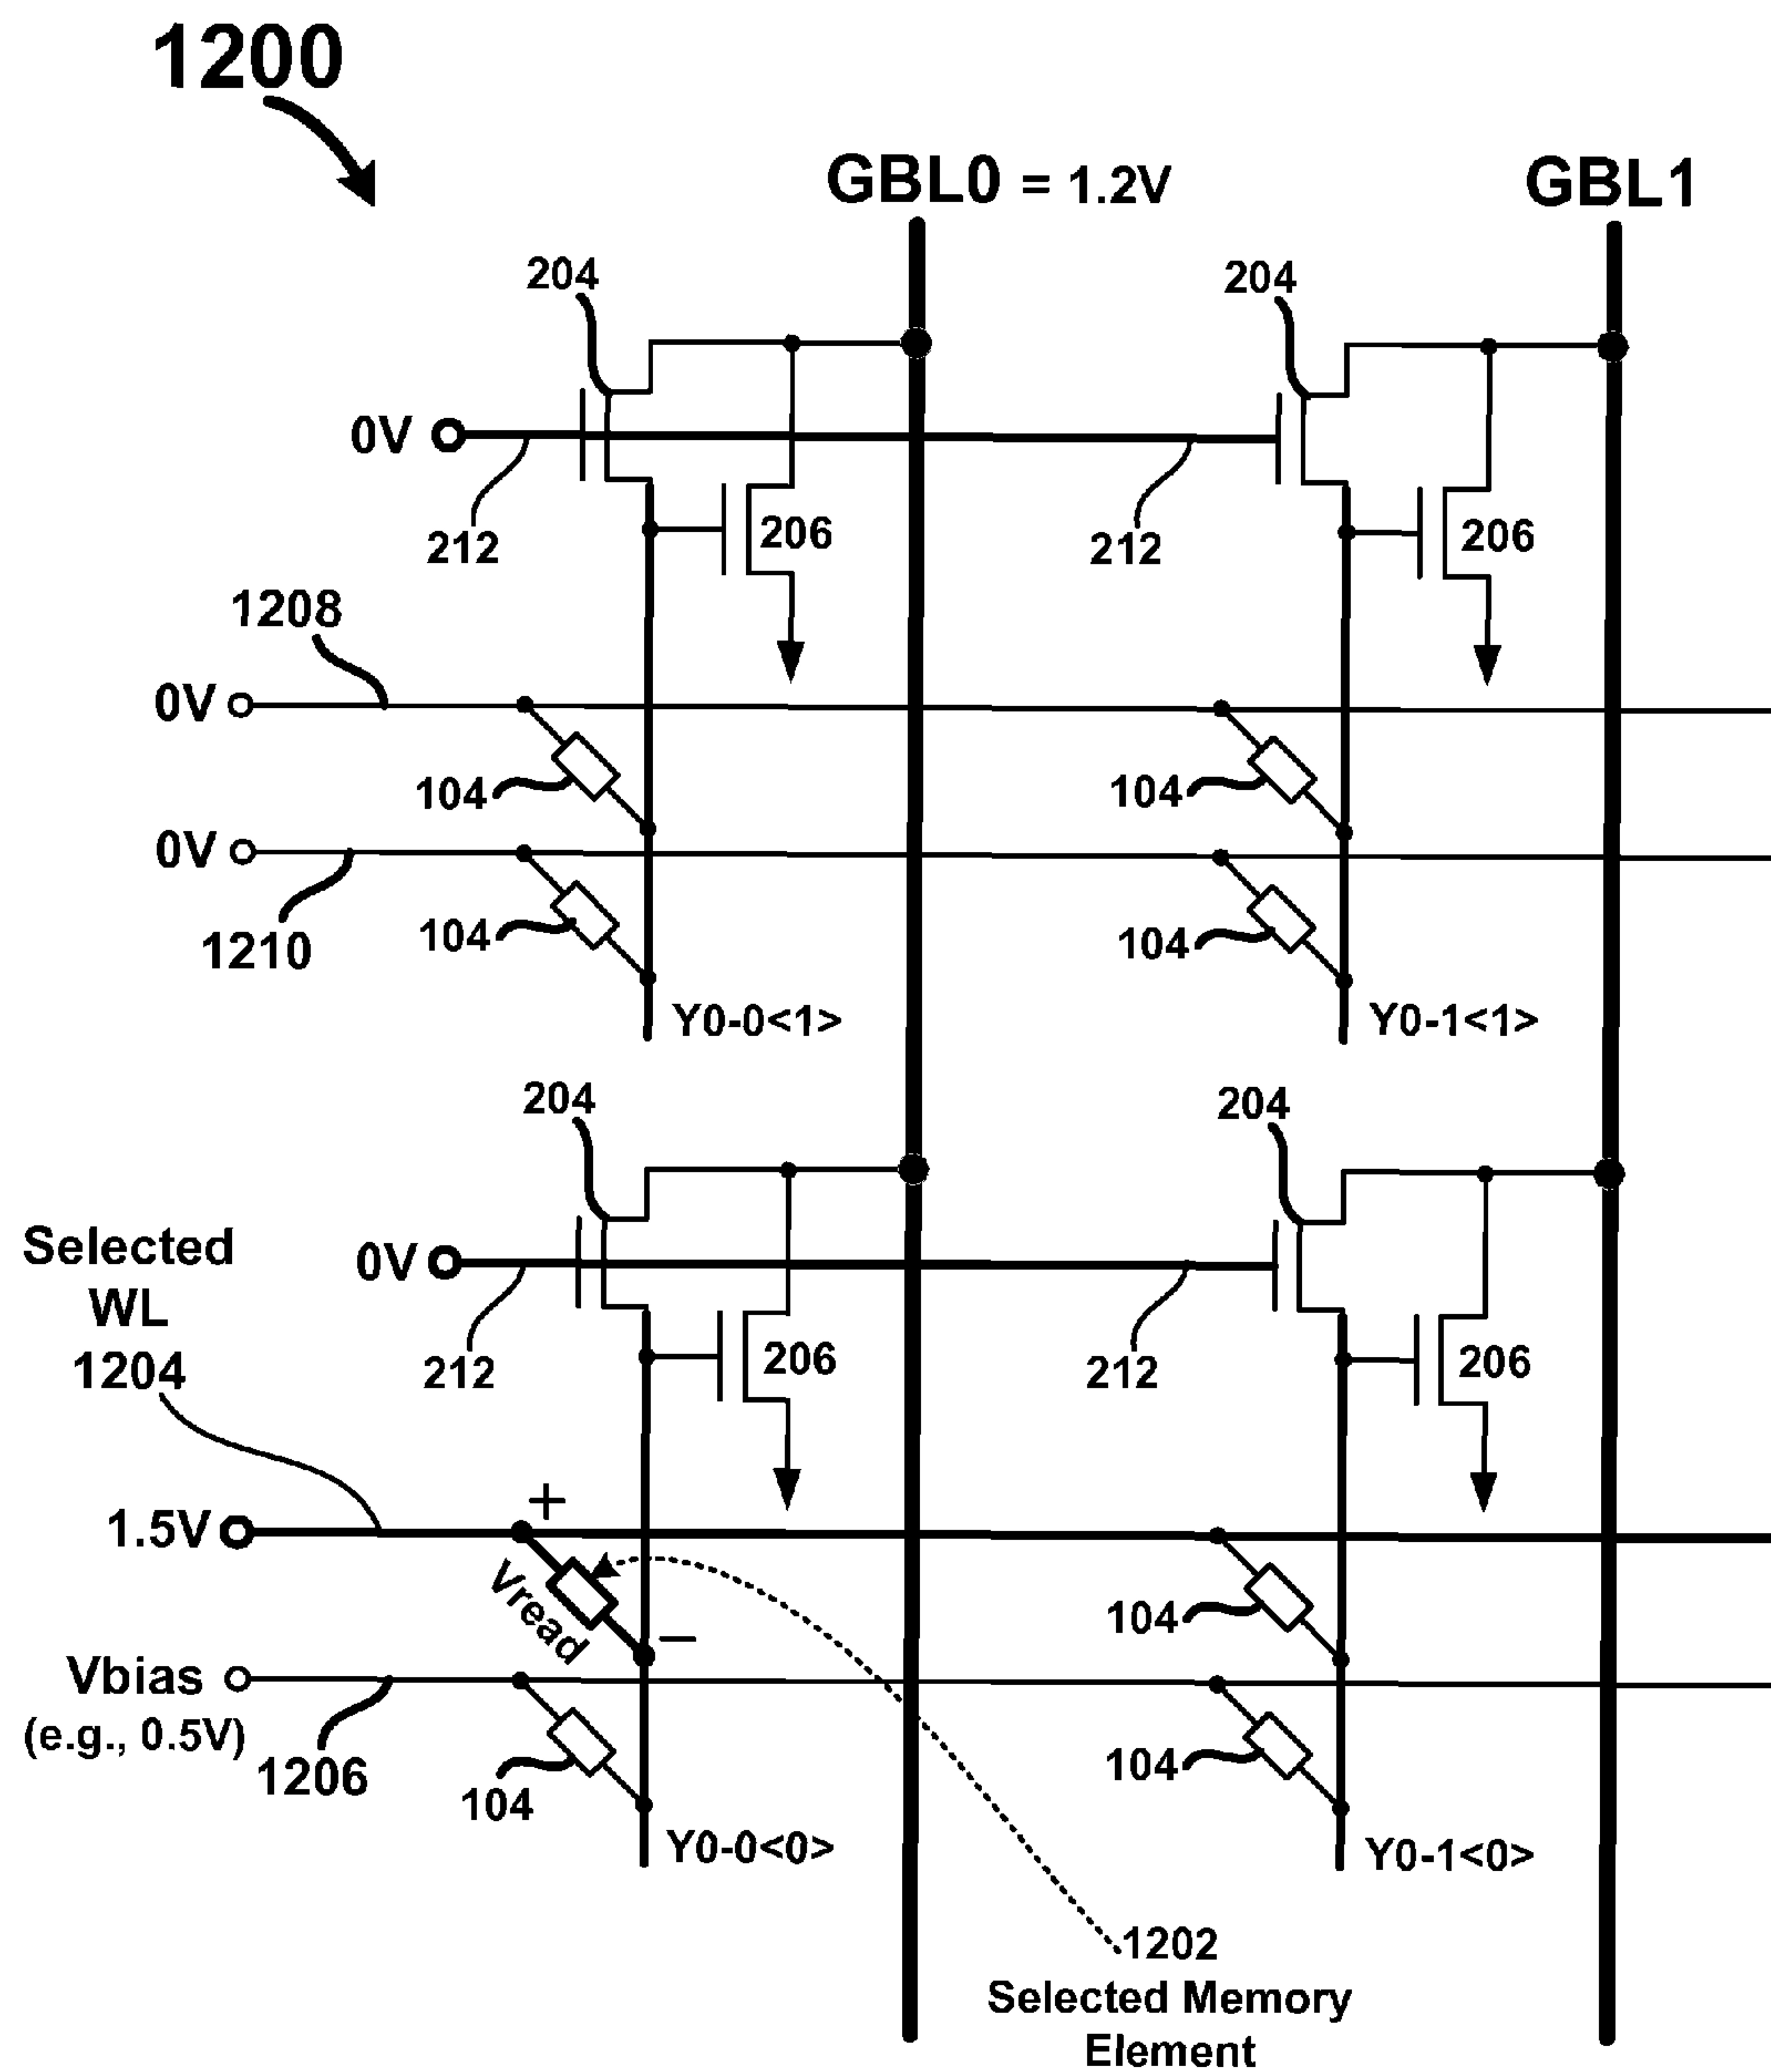 1200
GBL0 = 1.2V
GBL1
204
204
0V
206
206
212
212
1208
0V
104
104
0V
104
104
1210
Y0-0<1>
Y0-1<1>
204
204
Selected
WL
1204
0V
206
206
212
212
1.5V
+
Vread
−
104
Vbias
(e.g., 0.5V)
1206
104
104
Y0-0<0>
Y0-1<0>
1202
Selected Memory
Element